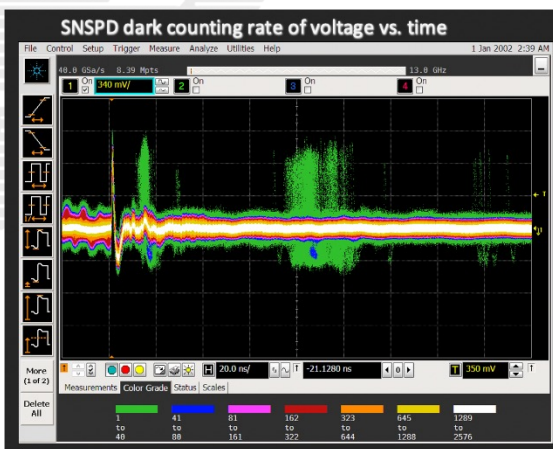 SNSPD dark counting rate of voltage vs. time
File Control Setup Trigger Measure Analyze Utilities Help 1 Jan 2002 2:39 AM
40.0 GSa/s 8.39 Mpts 13.0 GHz
1 On 340 mV/ 2 On 3 On 4 On
T
More
(1 of 2)
Delete
All
H 20.0 ns/ -21.1280 ns 0 T 350 mV
Measurements Color Grade Status Scales
1 41 81 162 323 645 1289
to to to to to to to
40 80 161 322 644 1288 2576